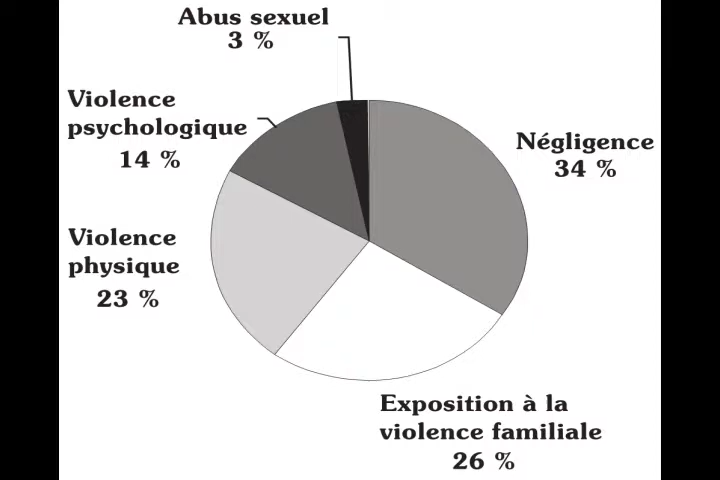 Abus sexuel
3 %
Violence
psychologique
14 %
Négligence
34 %
Violence
physique
23 %
Exposition à la
violence familiale
26 %